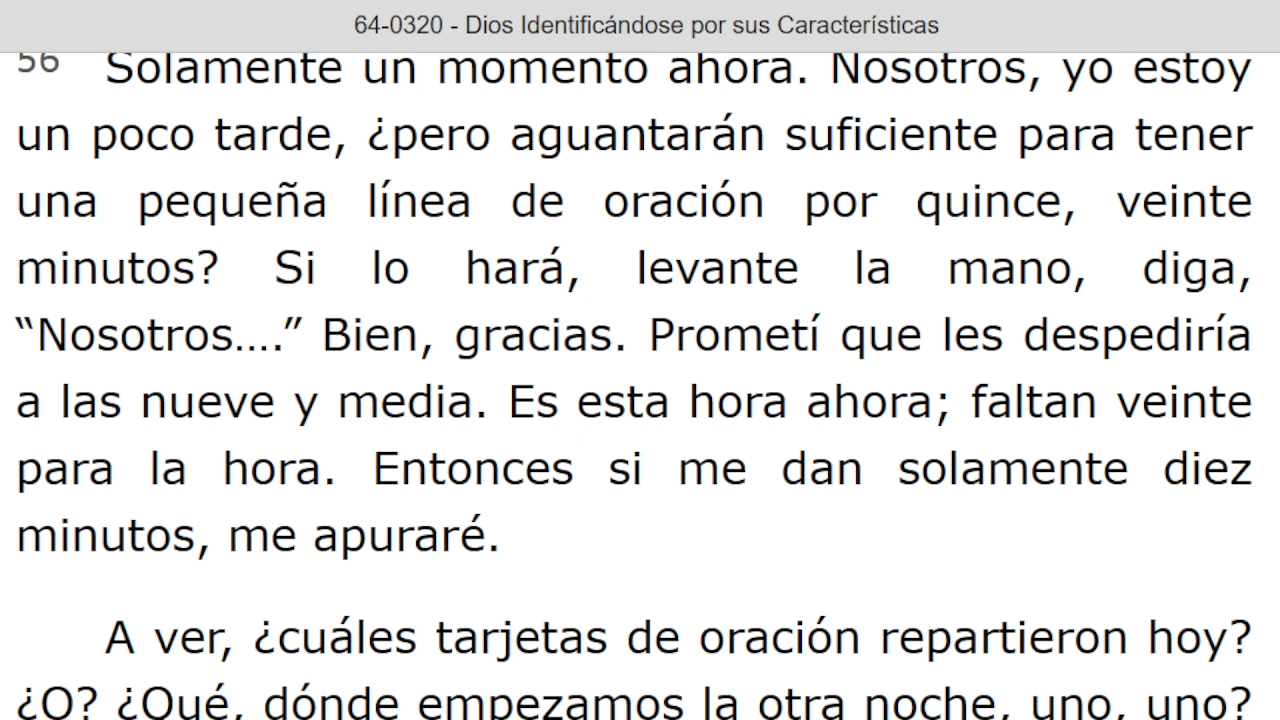 64-0320 - Dios Identificándose por sus Características
56 Solamente un momento ahora. Nosotros, yo estoy
un poco tarde, ¿pero aguantarán suficiente para tener
una pequeña línea de oración por quince, veinte
minutos? Si lo hará, levante la mano, diga,
“Nosotros....” Bien, gracias. Prometí que les despediría
a las nueve y media. Es esta hora ahora; faltan veinte
para la hora. Entonces si me dan solamente diez
minutos, me apuraré.
A ver, ¿cuáles tarjetas de oración repartieron hoy?
¿O? ¿Qué, dónde empezamos la otra noche, uno, uno?